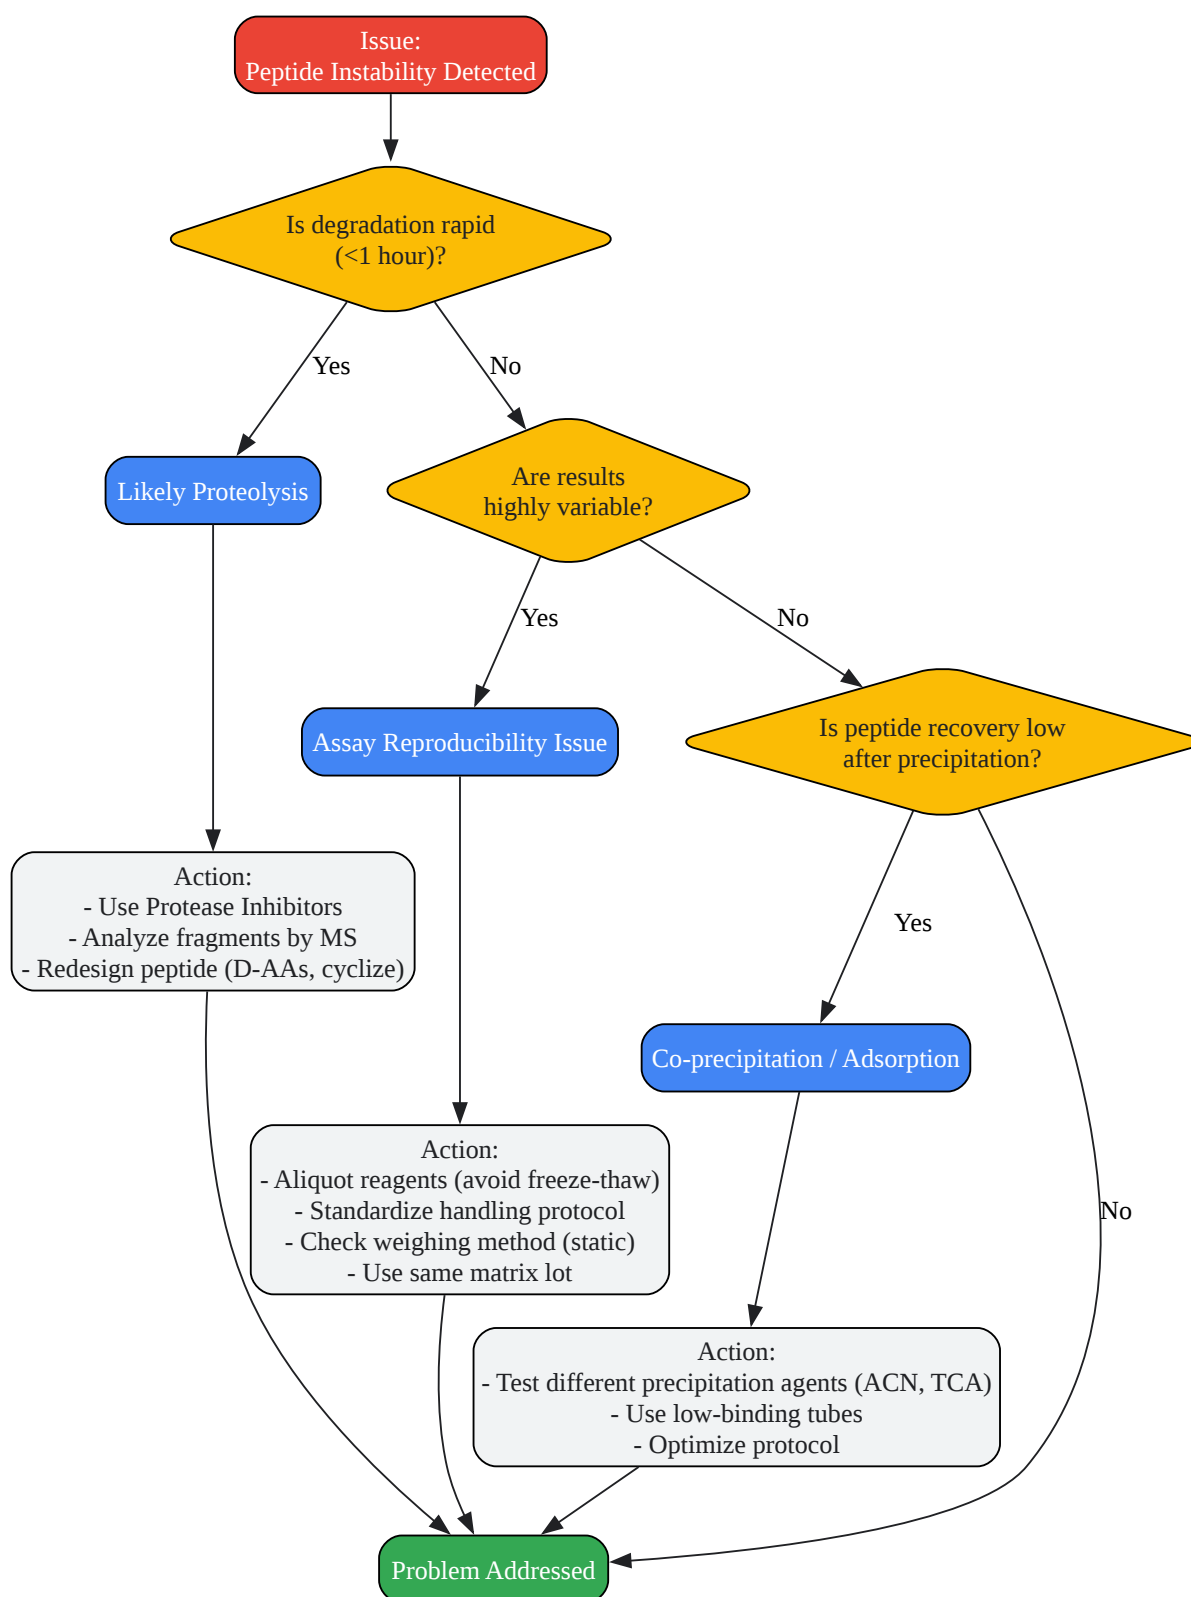 Issue:
Peptide Instability Detected
Is degradation rapid
(<1 hour)?
Yes
No
Likely Proteolysis
Are results
highly variable?
Yes
No
Assay Reproducibility Issue
Is peptide recovery low
after precipitation?
Action:
- Use Protease Inhibitors
- Analyze fragments by MS
- Redesign peptide (D-AAs, cyclize)
Yes
No
Co-precipitation / Adsorption
Action:
- Aliquot reagents (avoid freeze-thaw)
- Standardize handling protocol
- Check weighing method (static)
- Use same matrix lot
Action:
- Test different precipitation agents (ACN, TCA)
- Use low-binding tubes
- Optimize protocol
Problem Addressed